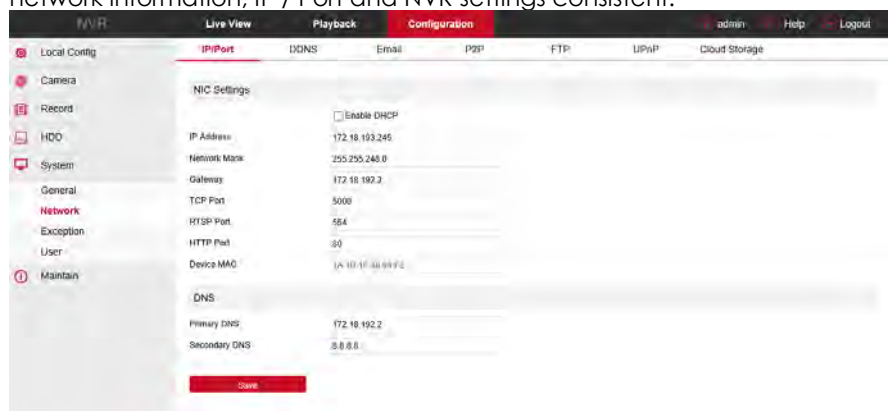 network information, IP / Port and NVR settings consistent.
NVR Live View Playback Configuration admin Help Logout
Local Config IP/Port DDNS Email P2P FTP UPnP Cloud Storage
Camera
NIC Settings
Record
Enable DHCP
HDD IP Address 172.18.193.245
System Network Mask 255.255.248.0
General Gateway 172.18.192.2
Network TCP Port 5000
Exception RTSP Port 554
User HTTP Port 80
Maintain Device MAC
DNS
Primary DNS 172.18.192.2
Secondary DNS 8.8.8.8
Save